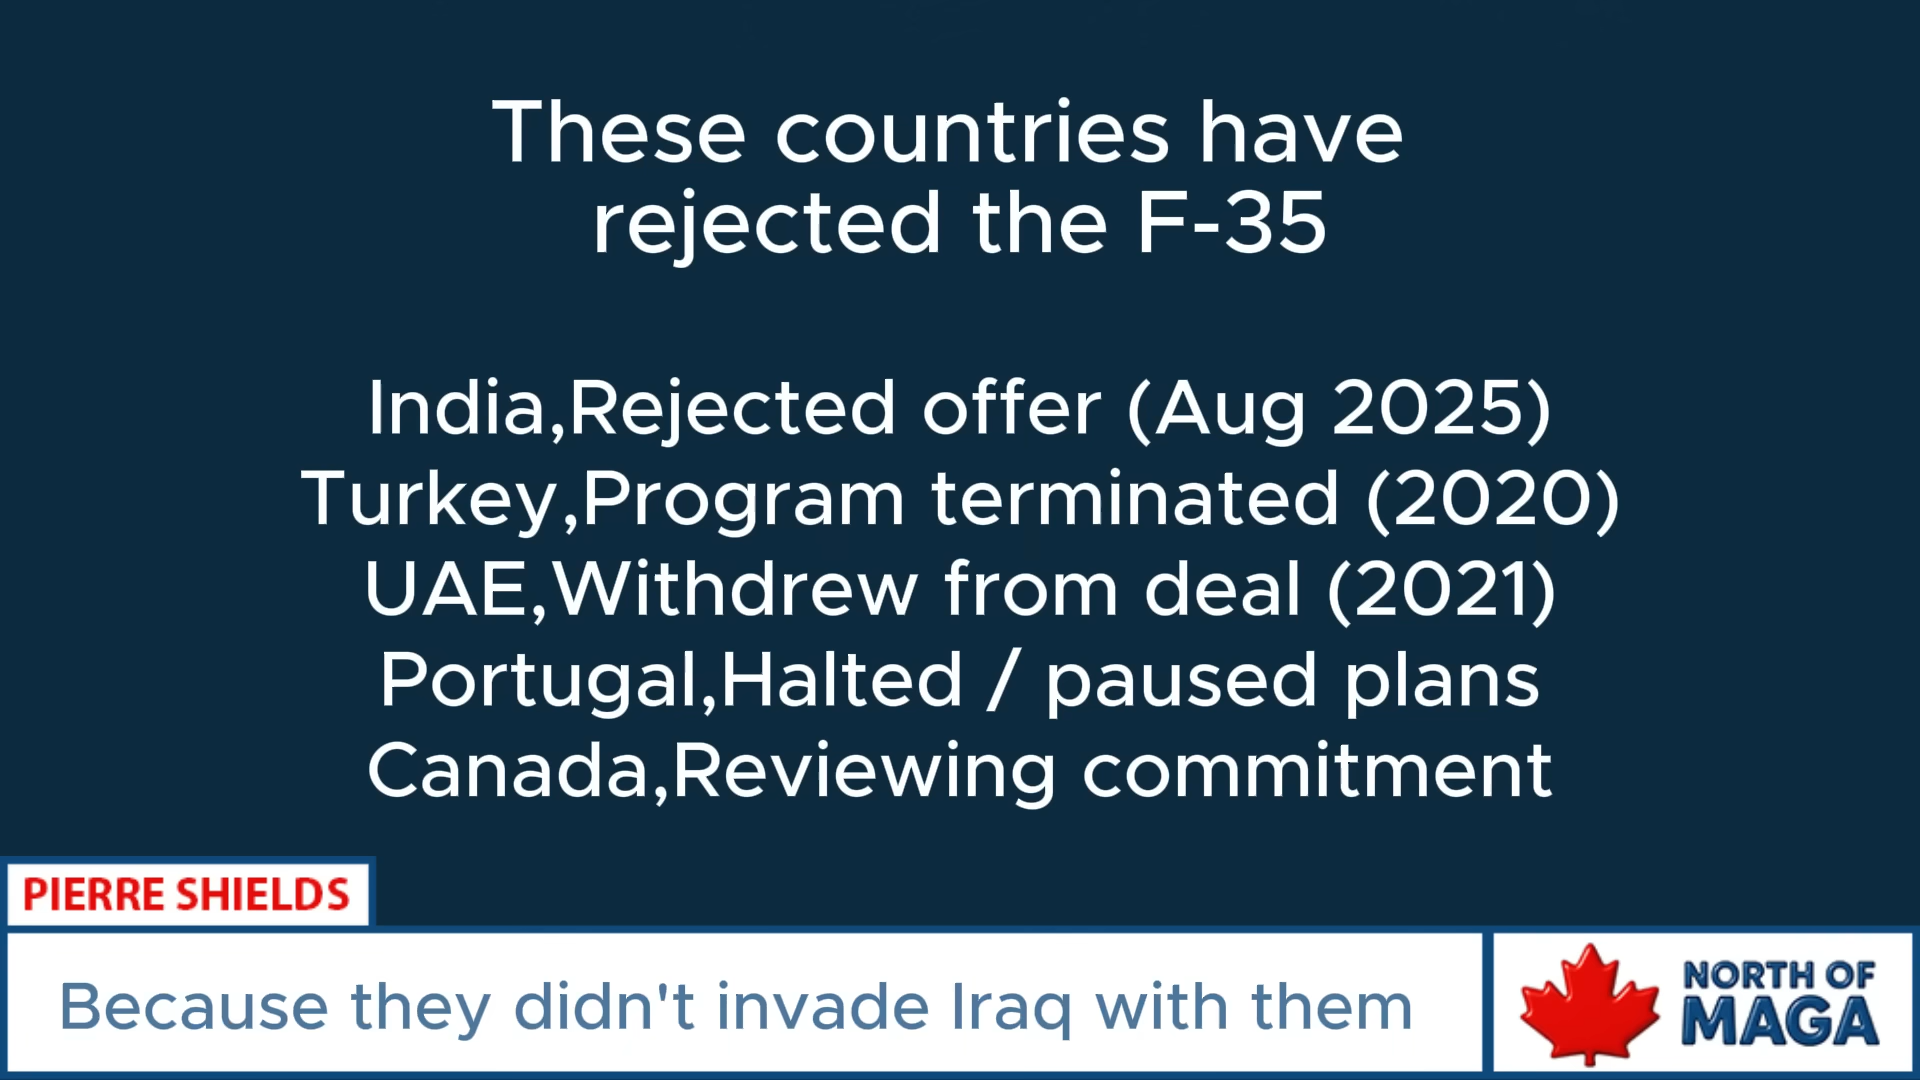 These countries have
rejected the F-35
India,Rejected offer (Aug 2025)
Turkey,Program terminated (2020)
UAE,Withdrew from deal (2021)
Portugal,Halted / paused plans
Canada,Reviewing commitment
PIERRE SHIELDS
Because they didn't invade Iraq with them
NORTH OF
MAGA